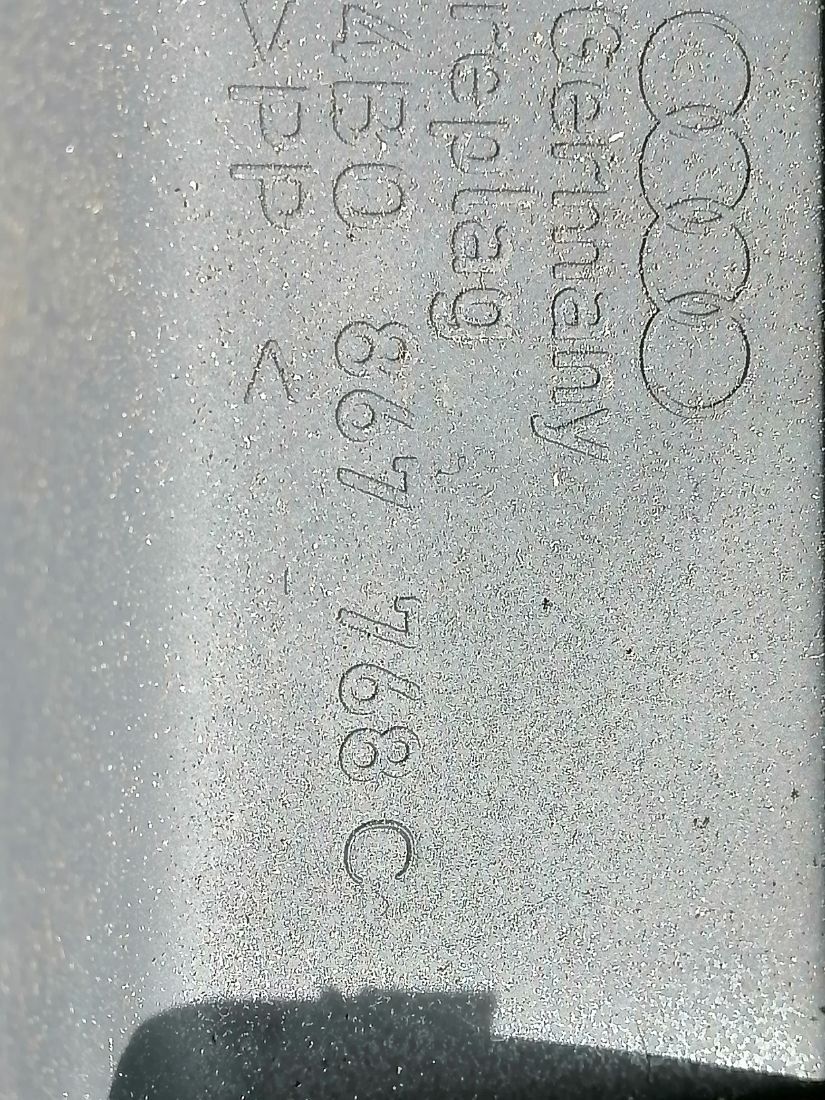 Germany
replag
4B0 867 768 C
>PP <